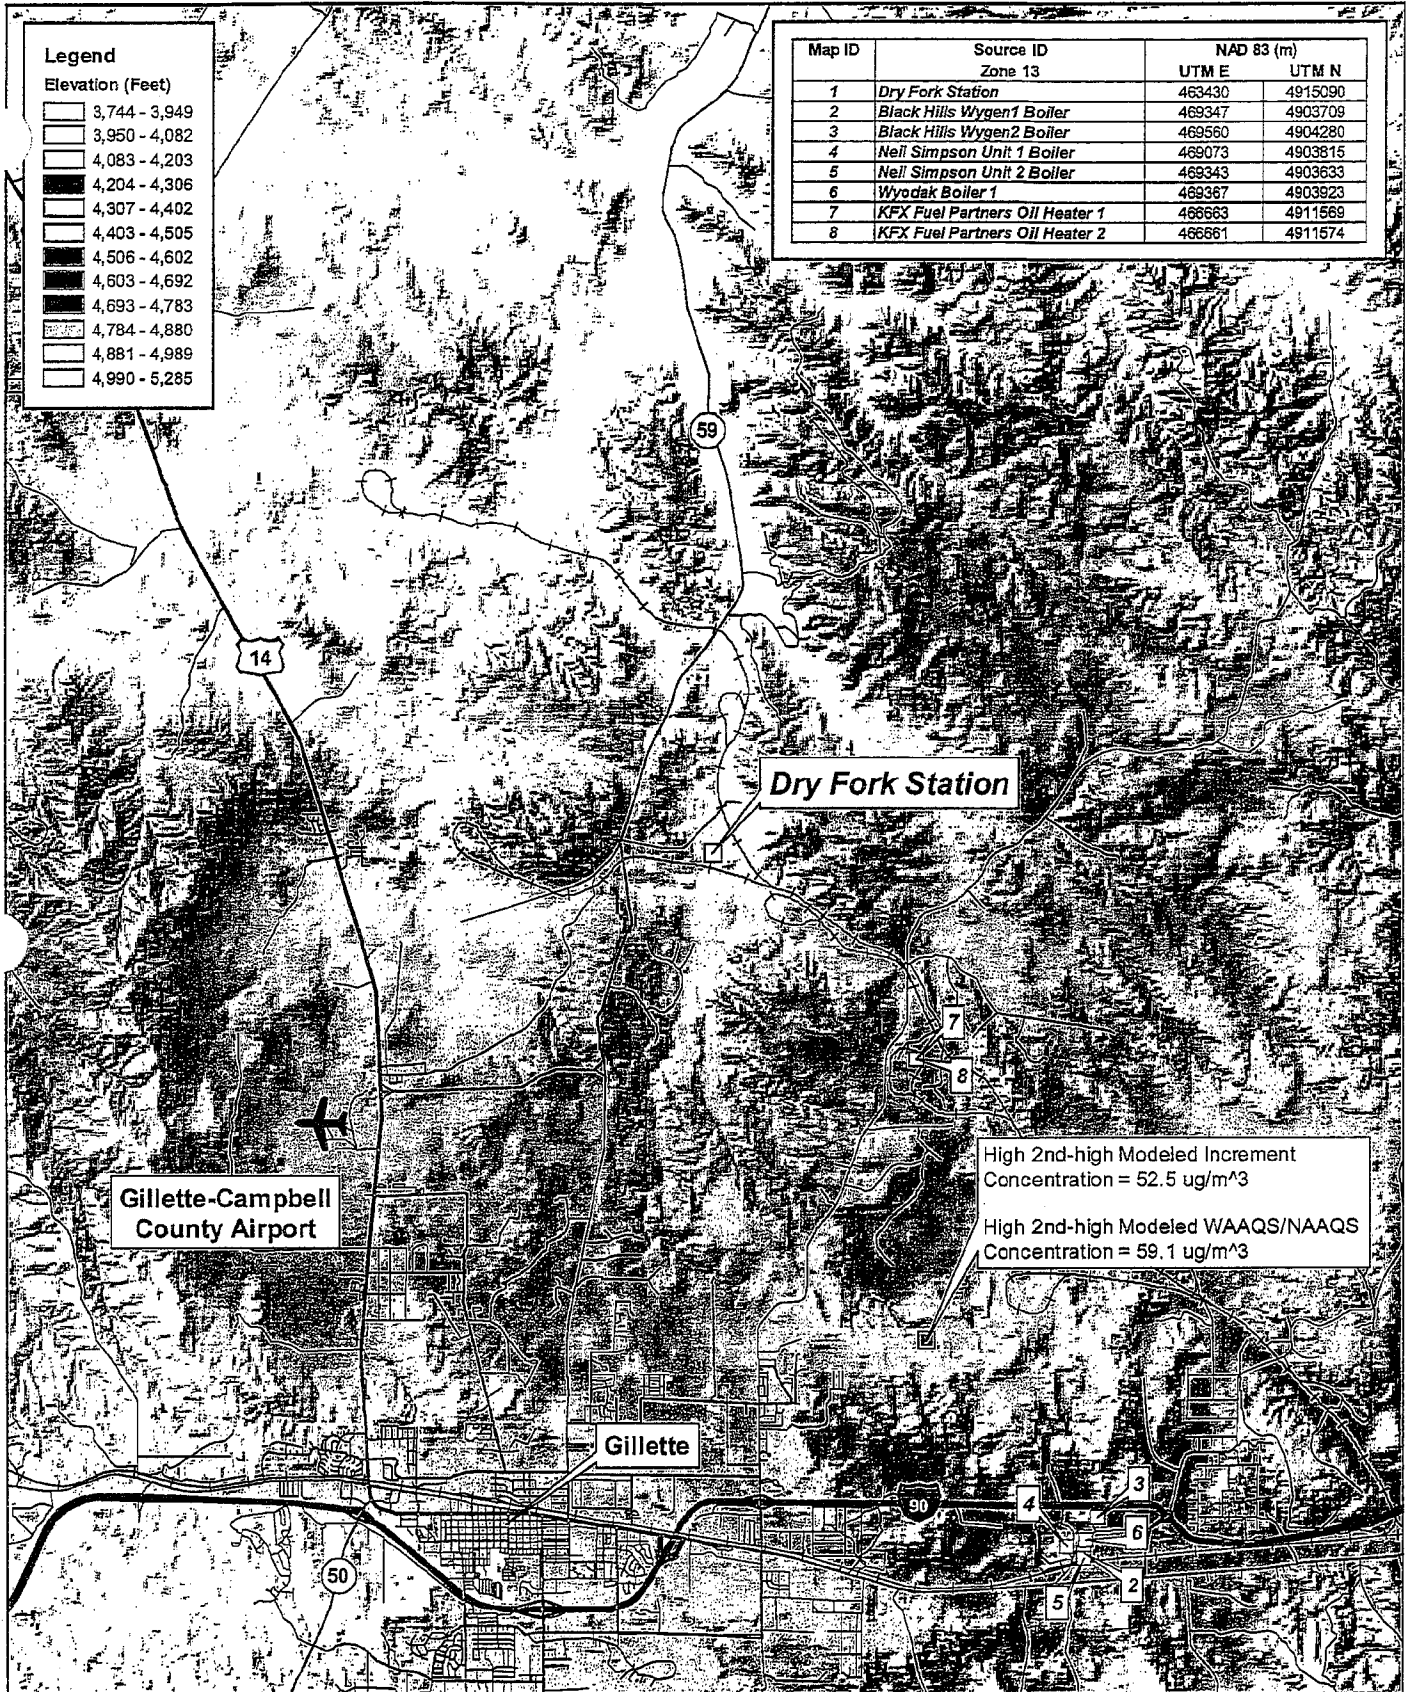 Legend
Elevation (Feet)
3,744 - 3,949
3,950 - 4,082
4,083 - 4,203
4,204 - 4,306
4,307 - 4,402
4,403 - 4,505
4,506 - 4,602
4,603 - 4,692
4,693 - 4,783
4,784 - 4,880
4,881 - 4,989
4,990 - 5,285
Map ID Source ID NAD 83 (m)
Zone 13 UTM E UTM N
1 Dry Fork Station 463430 4915090
2 Black Hills Wygen1 Boiler 469347 4903709
3 Black Hills Wygen2 Boiler 469560 4904280
4 Neil Simpson Unit 1 Boiler 469073 4903815
5 Neil Simpson Unit 2 Boiler 469343 4903633
6 Wyodak Boiler 1 469367 4903923
7 KFX Fuel Partners Oil Heater 1 466663 4911569
8 KFX Fuel Partners Oil Heater 2 466661 4911574
59
14
Dry Fork Station
7
8
Gillette-Campbell
County Airport
High 2nd-high Modeled Increment
Concentration = 52.5 ug/m^3
High 2nd-high Modeled WAAQS/NAAQS
Concentration = 59.1 ug/m^3
Gillette
90
3
4
6
50
2
5